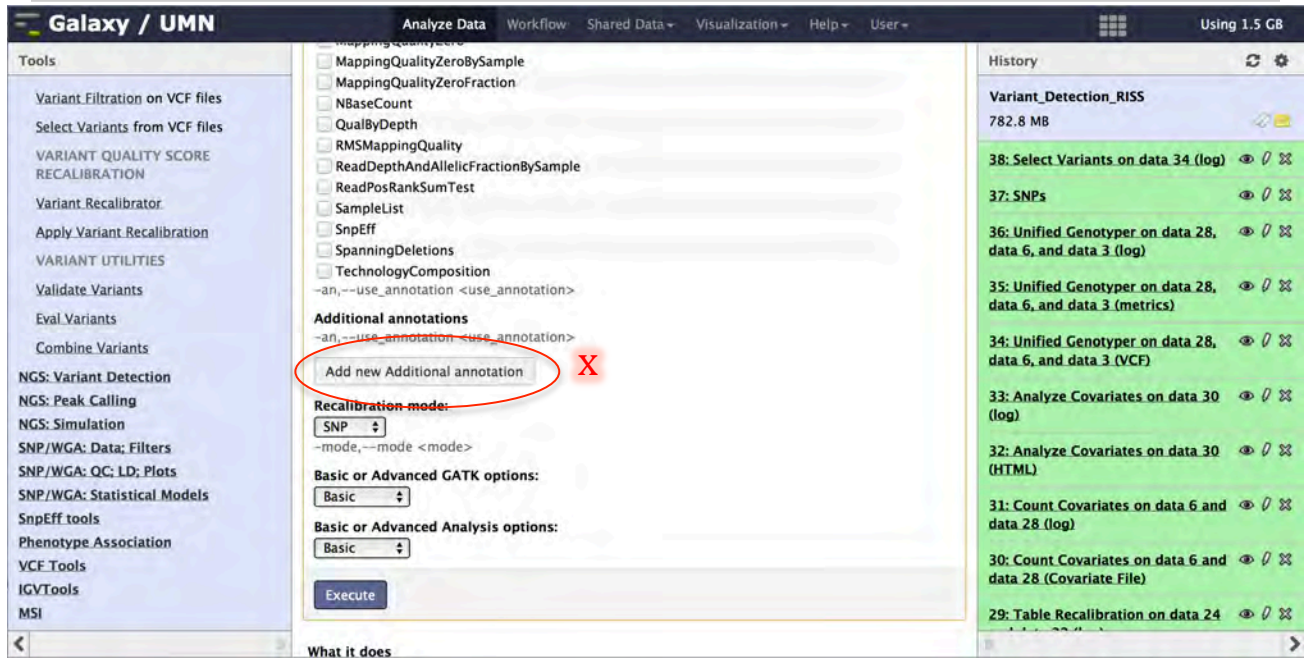 Galaxy / UMN
Analyze Data Workflow Shared Data Visualization Help User
Using 1.5 GB
Tools
Variant Filtration on VCF files
Select Variants from VCF files
VARIANT QUALITY SCORE
RECALIBRATION
Variant Recalibrator
Apply Variant Recalibration
VARIANT UTILITIES
Validate Variants
Eval Variants
Combine Variants
NGS: Variant Detection
NGS: Peak Calling
NGS: Simulation
SNP/WGA: Data; Filters
SNP/WGA: QC; LD; Plots
SNP/WGA: Statistical Models
SnpEff tools
Phenotype Association
VCF Tools
IGVTools
MSI
MappingQualityZero
MappingQualityZeroBySample
MappingQualityZeroFraction
NBaseCount
QualByDepth
RMSMappingQuality
ReadDepthAndAllelicFractionBySample
ReadPosRankSumTest
SampleList
SnpEff
SpanningDeletions
TechnologyComposition
-an,--use_annotation <use_annotation>
Additional annotations
-an,--use_annotation <use_annotation>
Add new Additional annotation
X
Recalibration mode:
SNP
-mode,--mode <mode>
Basic or Advanced GATK options:
Basic
Basic or Advanced Analysis options:
Basic
Execute
What it does
History
Variant_Detection_RISS
782.8 MB
38: Select Variants on data 34 (log)
37: SNPs
36: Unified Genotyper on data 28,
data 6, and data 3 (log)
35: Unified Genotyper on data 28,
data 6, and data 3 (metrics)
34: Unified Genotyper on data 28,
data 6, and data 3 (VCF)
33: Analyze Covariates on data 30
(log)
32: Analyze Covariates on data 30
(HTML)
31: Count Covariates on data 6 and
data 28 (log)
30: Count Covariates on data 6 and
data 28 (Covariate File)
29: Table Recalibration on data 24